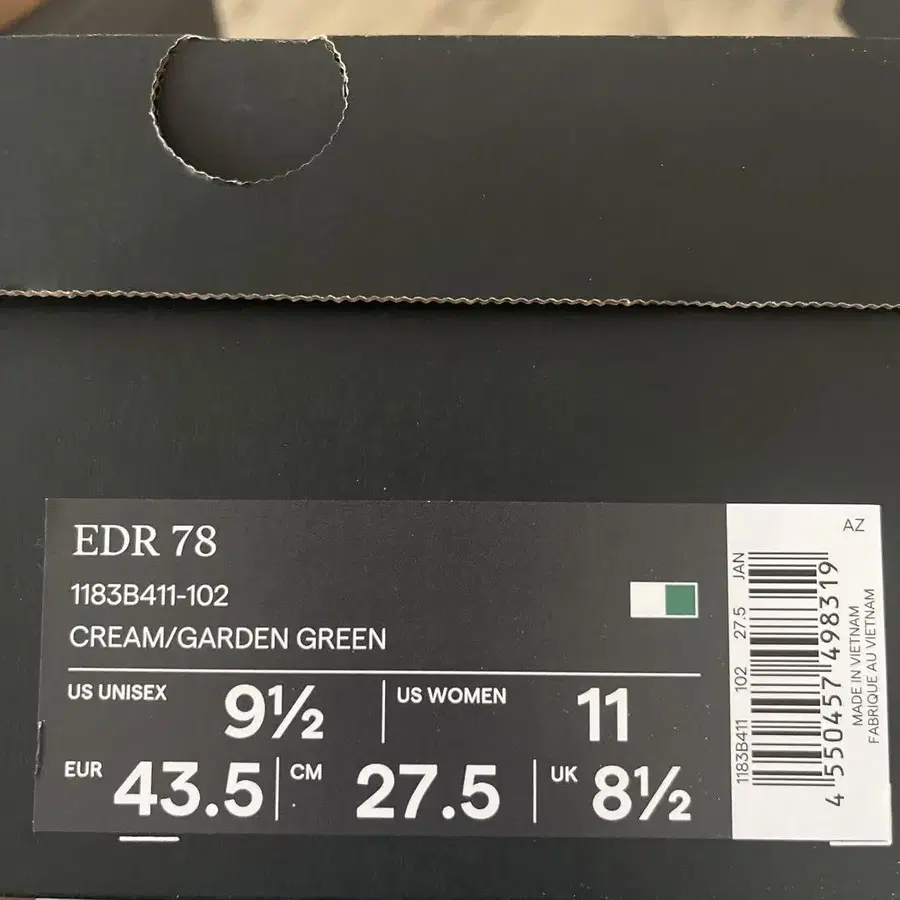 EDR 78
1183B411-102
CREAM/GARDEN GREEN
US UNISEX 9½
US WOMEN 11
EUR 43.5
CM 27.5
UK 8½
AZ
1183B411 102 27.5 JAN
4 550457 498319
MADE IN VIETNAM
FABRIQUE AU VIETNAM